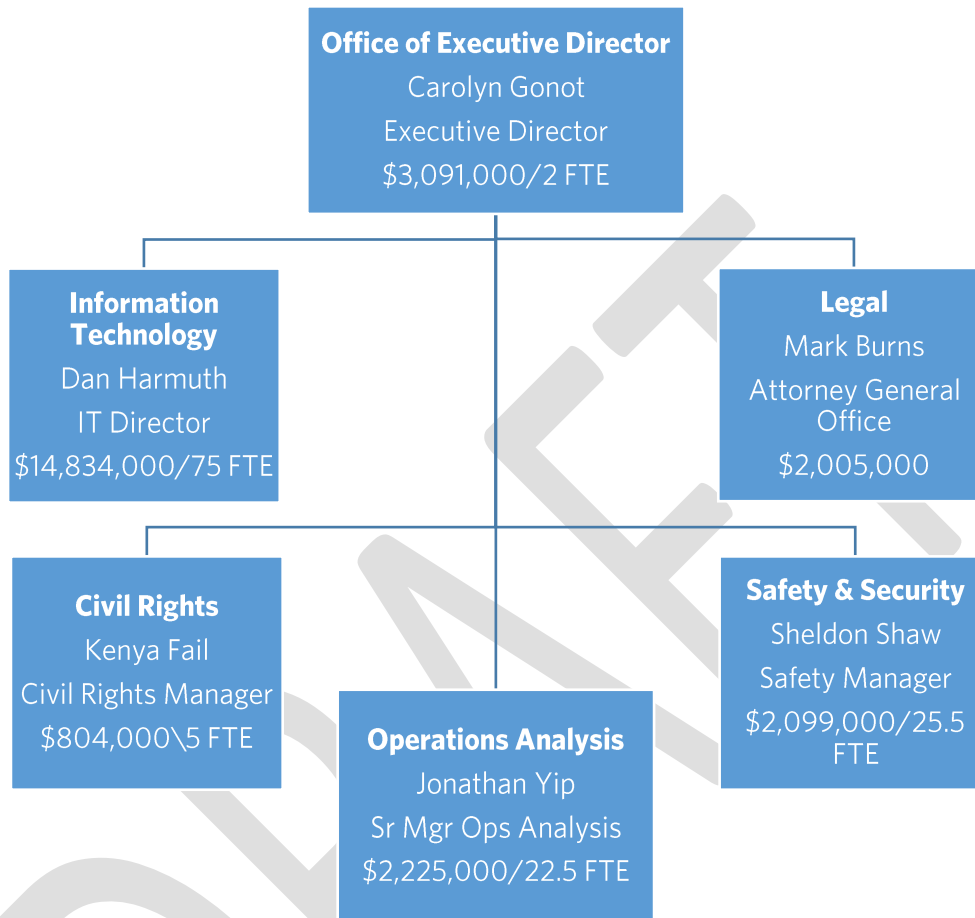 Office of Executive Director
Carolyn Gonot
Executive Director
$3,091,000/2 FTE
Information
Technology
Dan Harmuth
IT Director
$14,834,000/75 FTE
Legal
Mark Burns
Attorney General
Office
$2,005,000
Civil Rights
Kenya Fail
Civil Rights Manager
$804,000\5 FTE
Operations Analysis
Jonathan Yip
Sr Mgr Ops Analysis
$2,225,000/22.5 FTE
Safety & Security
Sheldon Shaw
Safety Manager
$2,099,000/25.5
FTE
DRAFT